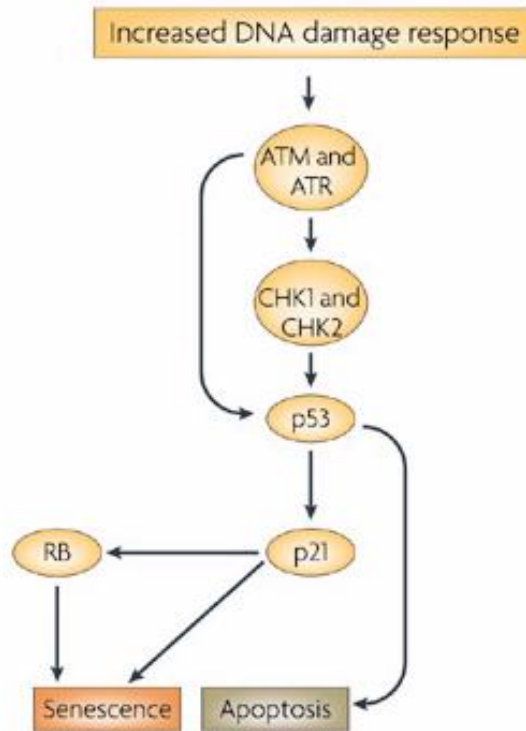 Increased DNA damage response
ATM and
ATR
CHK1 and
CHK2
p53
RB
p21
Senescence
Apoptosis